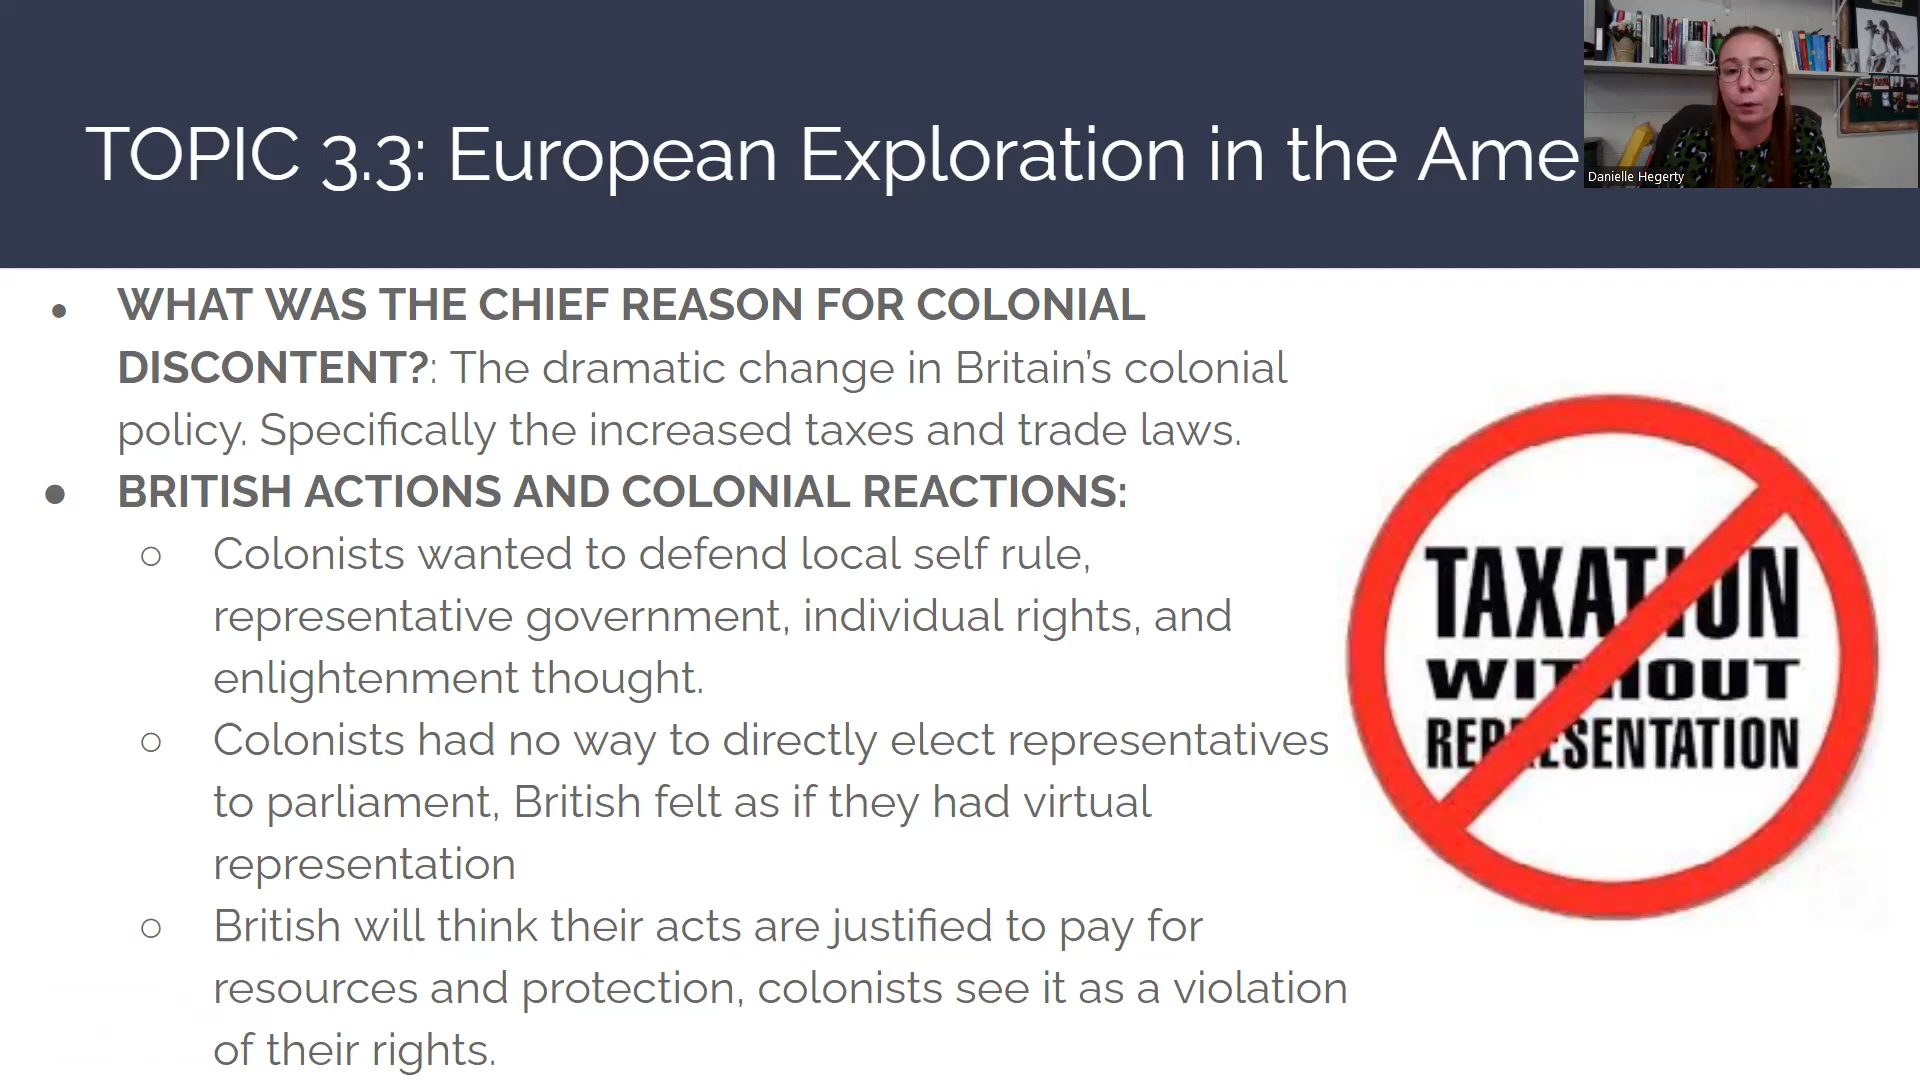 TOPIC 3.3: European Exploration in the Ame
Danielle Hegerty
● WHAT WAS THE CHIEF REASON FOR COLONIAL
DISCONTENT?: The dramatic change in Britain’s colonial
policy. Specifically the increased taxes and trade laws.
● BRITISH ACTIONS AND COLONIAL REACTIONS:
○ Colonists wanted to defend local self rule,
representative government, individual rights, and
enlightenment thought.
○ Colonists had no way to directly elect representatives
to parliament, British felt as if they had virtual
representation
○ British will think their acts are justified to pay for
resources and protection, colonists see it as a violation
of their rights.
TAXATION
WITHOUT
REPRESENTATION